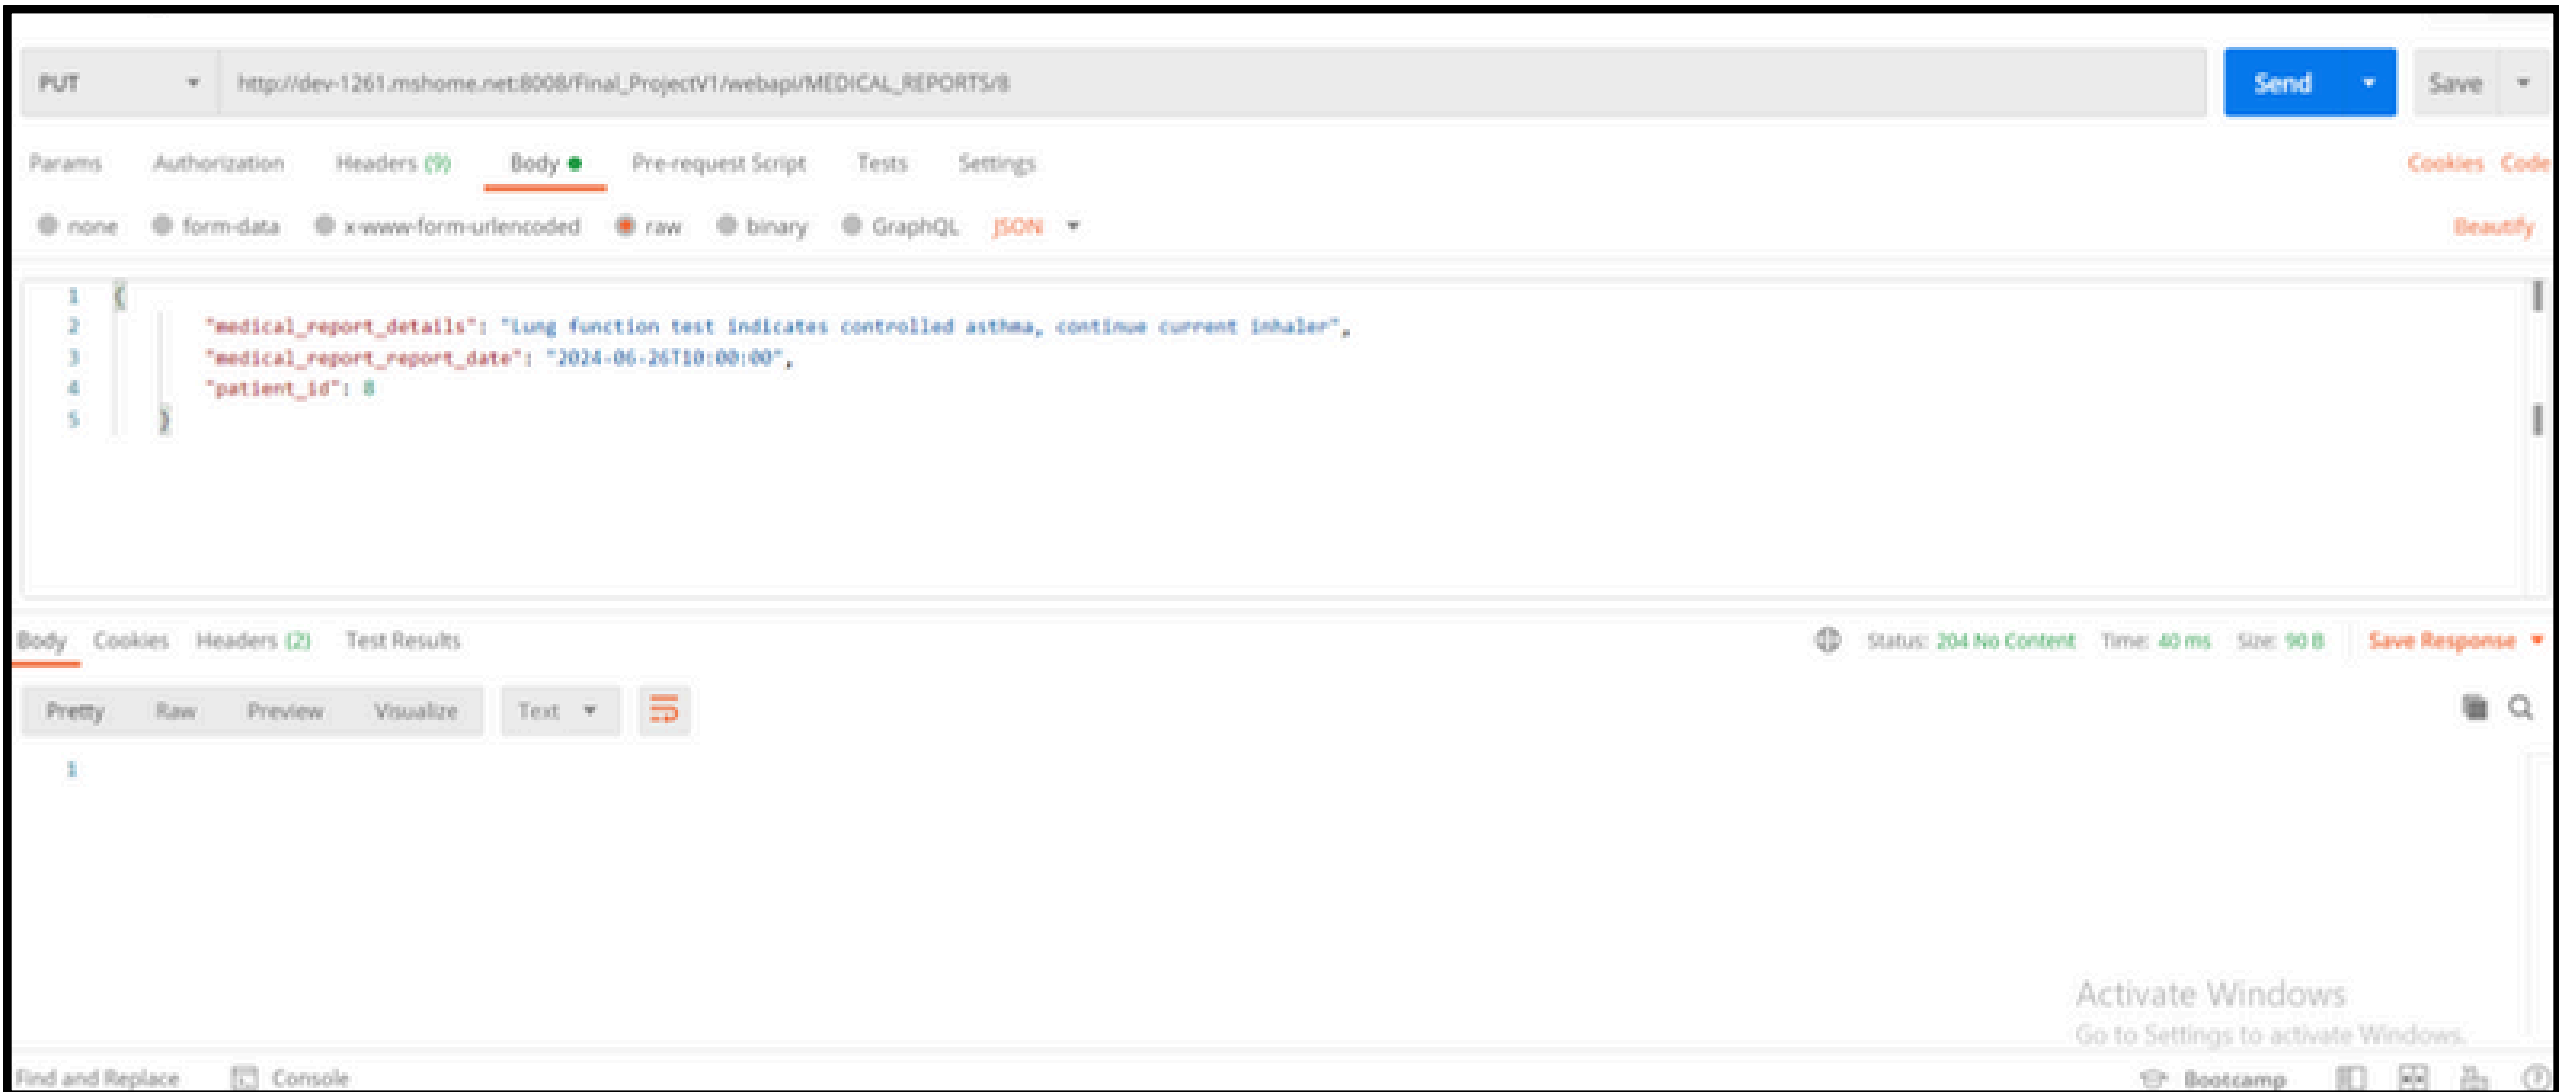 PUT http://dev-1261.mshome.net:8008/Final_ProjectV1/webapi/MEDICAL_REPORTS/8 Send Save
Params Authorization Headers (9) Body Pre-request Script Tests Settings Cookies Code
none form-data x-www-form-urlencoded raw binary GraphQL JSON Beautify
1 {
2 "medical_report_details": "Lung function test indicates controlled asthma, continue current inhaler",
3 "medical_report_report_date": "2024-06-26T10:00:00",
4 "patient_id": 8
5 }
Body Cookies Headers (2) Test Results Status: 204 No Content Time: 40 ms Size: 90 B Save Response
Pretty Raw Preview Visualize Text
1
Activate Windows
Go to Settings to activate Windows.
Find and Replace Console Bootcamp